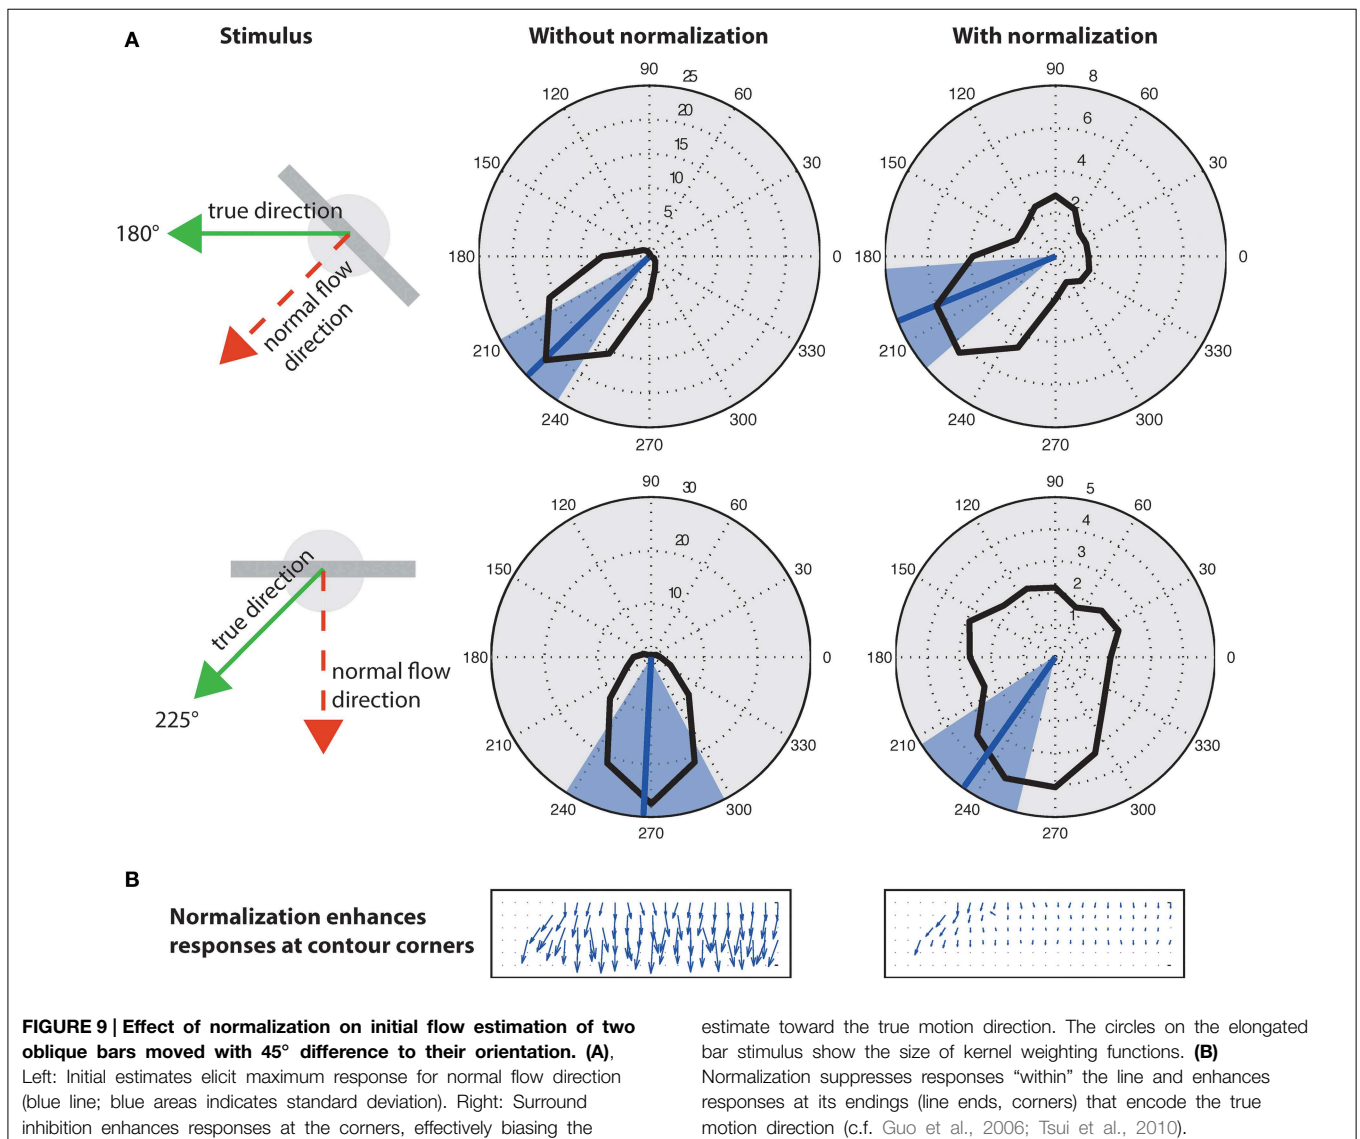 A
Stimulus
Without normalization
With normalization
true direction
180°
normal flow
direction
90
25
120
60
20
15
150
30
10
5
180
0
210
330
240
300
270
90
8
120
60
6
150
4
30
2
180
0
210
330
240
300
270
true direction
normal flow
direction
225°
90
30
120
60
20
150
30
10
180
0
210
330
240
300
270
90
5
120
60
4
3
150
30
2
1
180
0
210
330
240
300
270
B
Normalization enhances
responses at contour corners
FIGURE 9 | Effect of normalization on initial flow estimation of two
oblique bars moved with 45° difference to their orientation. (A),
Left: Initial estimates elicit maximum response for normal flow direction
(blue line; blue areas indicates standard deviation). Right: Surround
inhibition enhances responses at the corners, effectively biasing the
estimate toward the true motion direction. The circles on the elongated
bar stimulus show the size of kernel weighting functions. (B)
Normalization suppresses responses “within” the line and enhances
responses at its endings (line ends, corners) that encode the true
motion direction (c.f. Guo et al., 2006; Tsui et al., 2010).